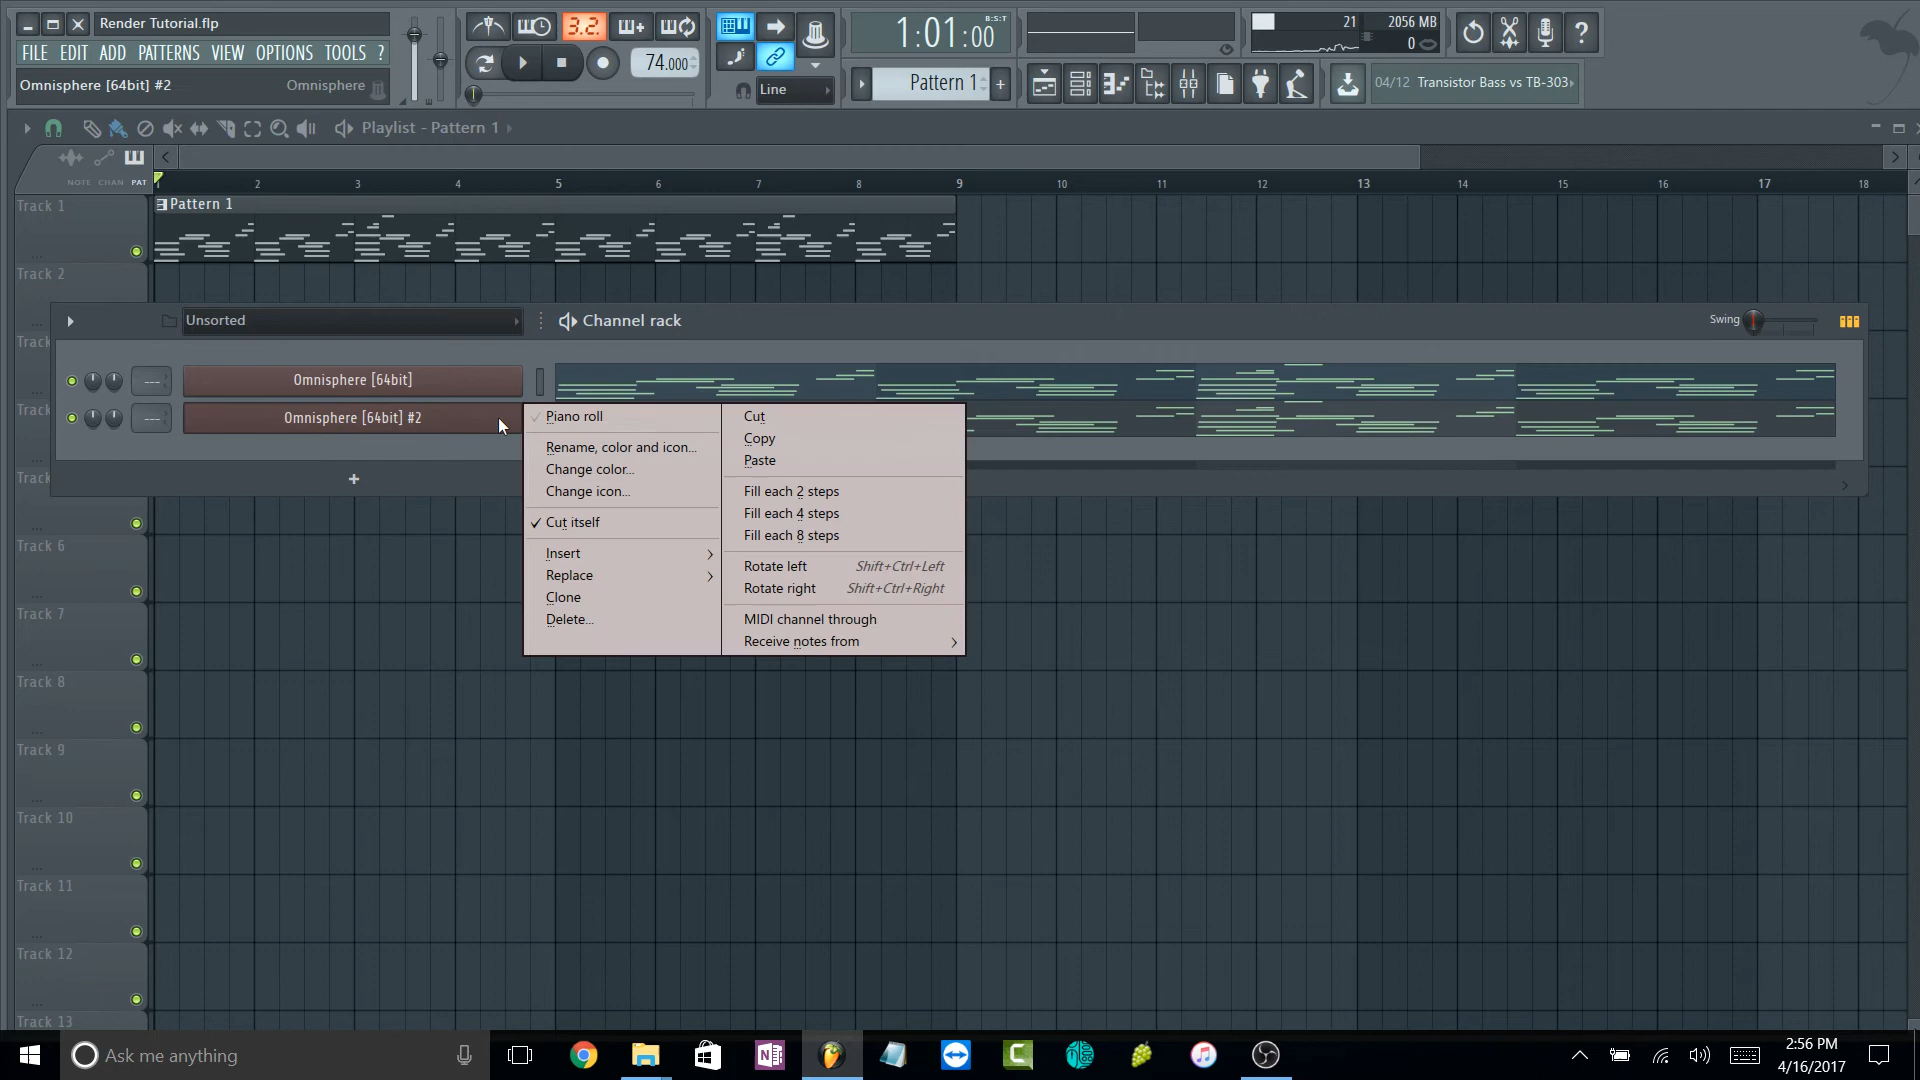 Render Tutorial.flp
FILE EDIT ADD PATTERNS VIEW OPTIONS TOOLS ?
Omnisphere [64bit] #2 Omnisphere
3.2.
74.000
Line
1:01:00 B:S:T
Pattern 1 +
21 2056 MB
0
04/12 Transistor Bass vs TB-303
Playlist - Pattern 1
NOTE CHAN PAT
1 2 3 4 5 6 7 8 9 10 11 12 13 14 15 16 17 18
Track 1
Pattern 1
Track 2
Unsorted
Channel rack
Swing
Omnisphere [64bit]
Omnisphere [64bit] #2
+
Piano roll
Rename, color and icon...
Change color...
Change icon...
Cut itself
Insert
Replace
Clone
Delete...
Cut
Copy
Paste
Fill each 2 steps
Fill each 4 steps
Fill each 8 steps
Rotate left Shift+Ctrl+Left
Rotate right Shift+Ctrl+Right
MIDI channel through
Receive notes from
Track 6
Track 7
Track 8
Track 9
Track 10
Track 11
Track 12
Track 13
Ask me anything
2:56 PM
4/16/2017